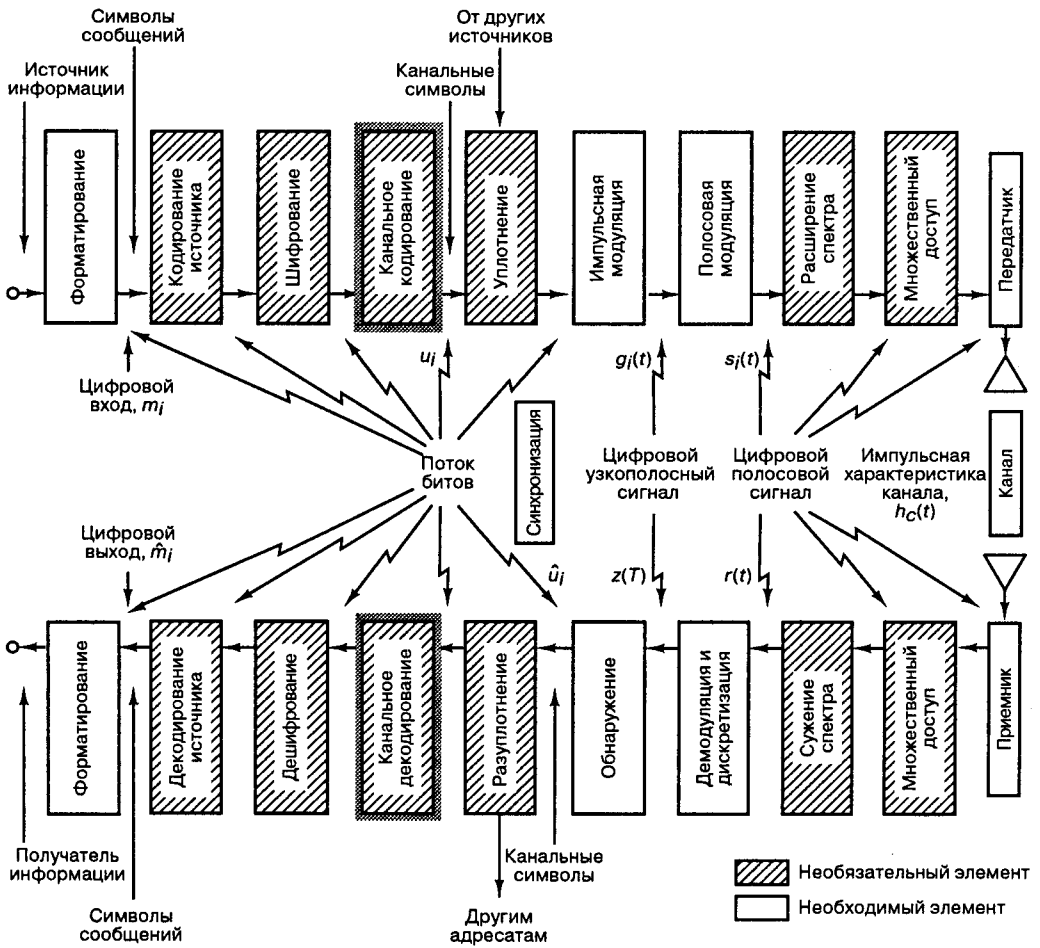 Символы
сообщений
От других
источников
Источник
информации
Канальные
символы
Форматирование
Кодирование
источника
Шифрование
Канальное
кодирование
Уплотнение
Импульсная
модуляция
Полосовая
модуляция
Расширение
спектра
Множественный
доступ
Передатчик
Цифровой
вход, mᵢ
uᵢ
gᵢ(t)
sᵢ(t)
Поток
битов
Синхронизация
Цифровой
узкополосный
сигнал
Цифровой
полосовой
сигнал
Импульсная
характеристика
канала,
h_c(t)
Канал
Цифровой
выход, m̂ᵢ
ûᵢ
z(T)
r(t)
Форматирование
Декодирование
источника
Дешифрование
Канальное
декодирование
Разуплотнение
Обнаружение
Демодуляция и
дискретизация
Сужение
спектра
Множественный
доступ
Приемник
Получатель
информации
Символы
сообщений
Канальные
символы
Другим
адресатам
Необязательный элемент
Необходимый элемент